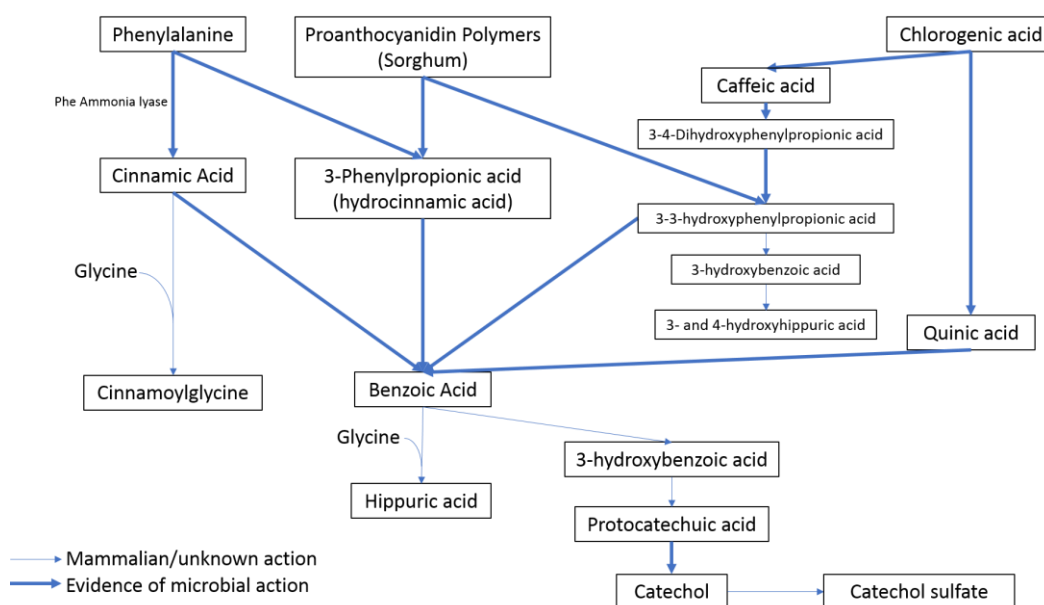 Phenylalanine
Proanthocyanidin Polymers
(Sorghum)
Chlorogenic acid
Caffeic acid
Phe Ammonia lyase
3-4-Dihydroxyphenylpropionic acid
Cinnamic Acid
3-Phenylpropionic acid
(hydrocinnamic acid)
3-3-hydroxyphenylpropionic acid
Glycine
3-hydroxybenzoic acid
3- and 4-hydroxyhippuric acid
Quinic acid
Cinnamoylglycine
Benzoic Acid
Glycine
3-hydroxybenzoic acid
Hippuric acid
Protocatechuic acid
Mammalian/unknown action
Evidence of microbial action
Catechol
Catechol sulfate